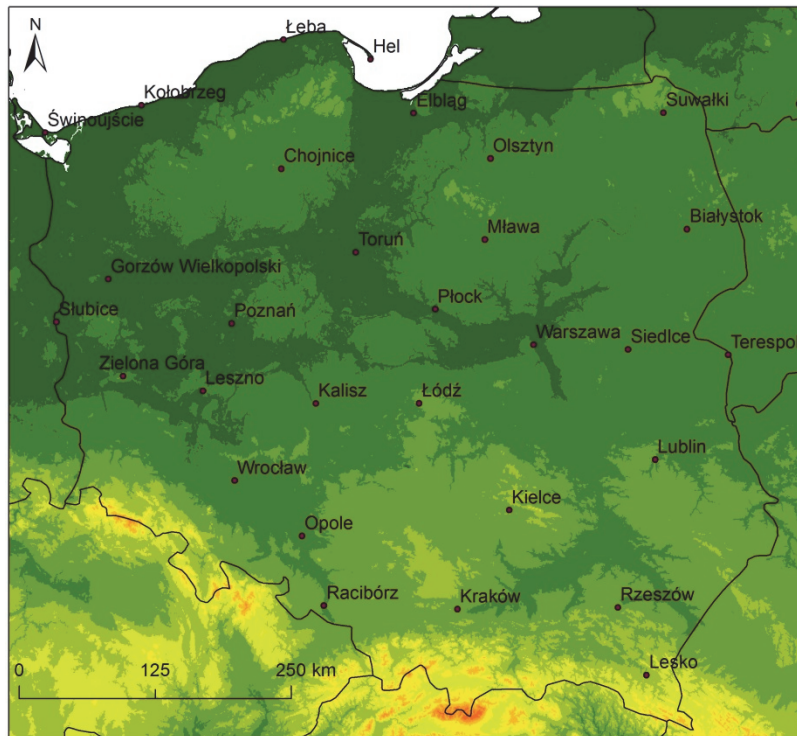 N
Łeba
Hel
Kołobrzeg
Elbląg
Suwałki
Świnoujście
Olsztyn
Chojnice
Białystok
Mława
Toruń
Gorzów Wielkopolski
Płock
Słubice
Poznań
Warszawa
Siedlce
Terespo
Zielona Góra
Leszno
Kalisz
Łódź
Lublin
Wrocław
Kielce
Opole
Racibórz
Kraków
Rzeszów
Lesko
0 125 250 km